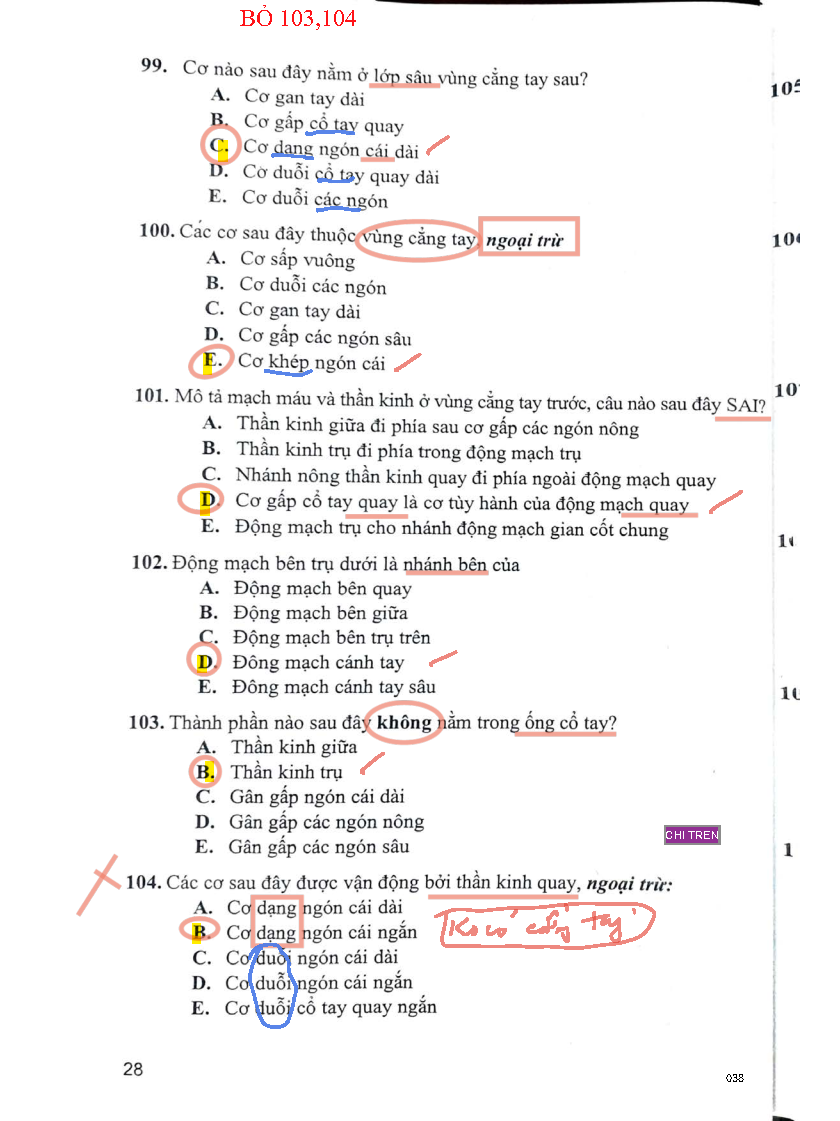 BỎ 103,104
99. Cơ nào sau đây nằm ở lớp sâu vùng cẳng tay sau?
A. Cơ gan tay dài
B. Cơ gấp cổ tay quay
C. Cơ dạng ngón cái dài
D. Cơ duỗi cổ tay quay dài
E. Cơ duỗi các ngón
100. Các cơ sau đây thuộc vùng cẳng tay, ngoại trừ
A. Cơ sấp vuông
B. Cơ duỗi các ngón
C. Cơ gan tay dài
D. Cơ gấp các ngón sâu
E. Cơ khép ngón cái
101. Mô tả mạch máu và thần kinh ở vùng cẳng tay trước, câu nào sau đây SAI?
A. Thần kinh giữa đi phía sau cơ gấp các ngón nông
B. Thần kinh trụ đi phía trong động mạch trụ
C. Nhánh nông thần kinh quay đi phía ngoài động mạch quay
D. Cơ gấp cổ tay quay là cơ tùy hành của động mạch quay
E. Động mạch trụ cho nhánh động mạch gian cốt chung
102. Động mạch bên trụ dưới là nhánh bên của
A. Động mạch bên quay
B. Động mạch bên giữa
C. Động mạch bên trụ trên
D. Đông mạch cánh tay
E. Đông mạch cánh tay sâu
103. Thành phần nào sau đây không nằm trong ống cổ tay?
A. Thần kinh giữa
B. Thần kinh trụ
C. Gân gấp ngón cái dài
D. Gân gấp các ngón nông
E. Gân gấp các ngón sâu
CHI TREN
104. Các cơ sau đây được vận động bởi thần kinh quay, ngoại trừ:
A. Cơ dạng ngón cái dài
B. Cơ dạng ngón cái ngắn
C. Cơ duỗi ngón cái dài
D. Cơ duỗi ngón cái ngắn
E. Cơ duỗi cổ tay quay ngắn
28
038
105
1